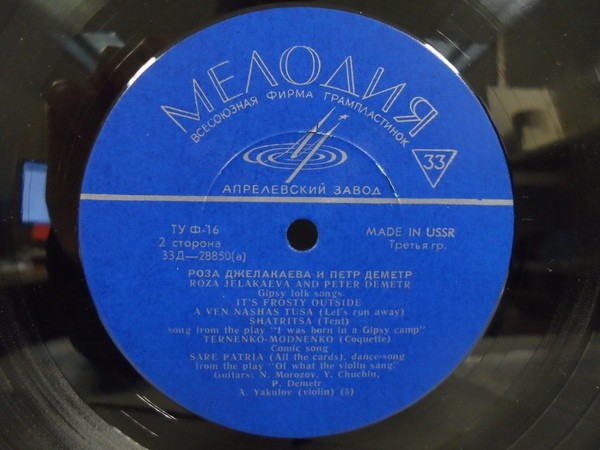 МЕЛОДИЯ
ВСЕСОЮЗНАЯ ФИРМА ГРАМПЛАСТИНОК
33
АПРЕЛЕВСКИЙ ЗАВОД
ТУ Ф-16
MADE IN USSR
2 сторона
Третья гр.
33Д—28850(а)
РОЗА ДЖЕЛАКАЕВА И ПЕТР ДЕМЕТР
ROZA JELAKAEVA AND PETER DEMETR
Gipsy folk songs
IT'S FROSTY OUTSIDE
A VEN NASHAS TUSA (Let's run away)
SHATRITSA (Tent)
song from the play "I was born in a Gipsy camp"
TERNENKO-MODNENKO (Coquette)
Comic song
SARE PATRIA (All the cards), dance-song
from the play "Of what the violin sang"
Guitars: N. Morozov, Y. Chuchin,
P. Demetr
A. Yakulov (violin) (5)